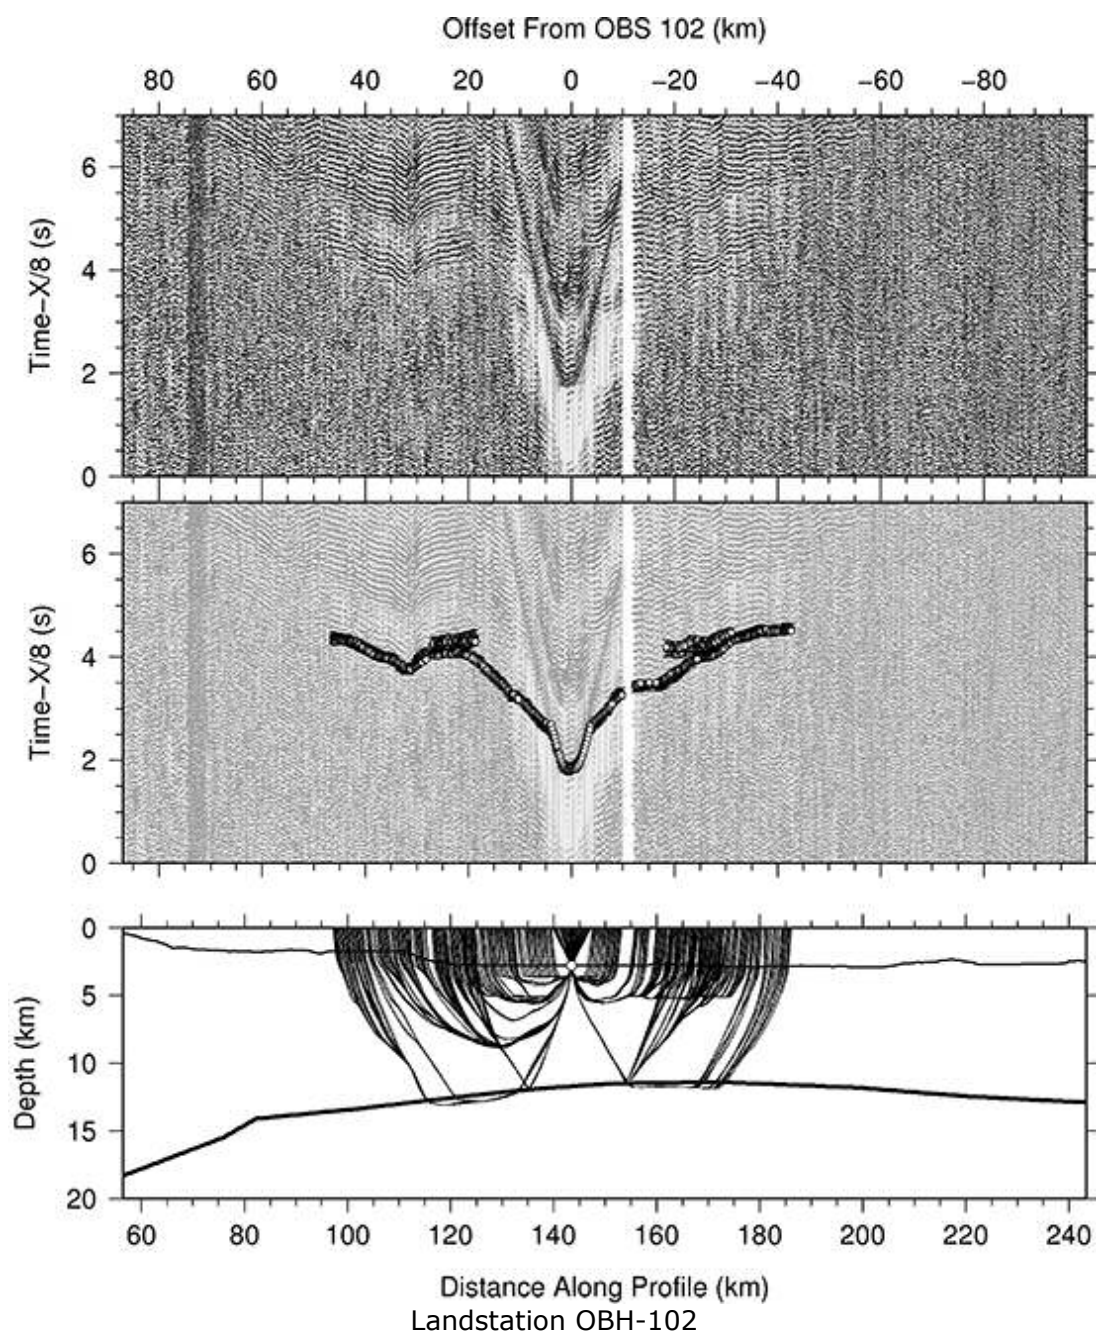 Offset From OBS 102 (km)
80 60 40 20 0 −20 −40 −60 −80
Time−X/8 (s)
6
4
2
0
Time−X/8 (s)
6
4
2
0
Depth (km)
0
5
10
15
20
60 80 100 120 140 160 180 200 220 240
Distance Along Profile (km)
Landstation OBH-102